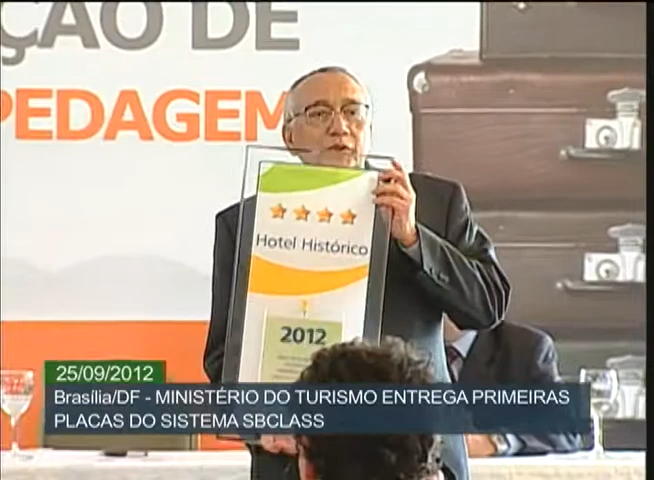 ÇÃO DE
PEDAGEM
Hotel Histórico
2012
25/09/2012
Brasília/DF - MINISTÉRIO DO TURISMO ENTREGA PRIMEIRAS
PLACAS DO SISTEMA SBCLASS